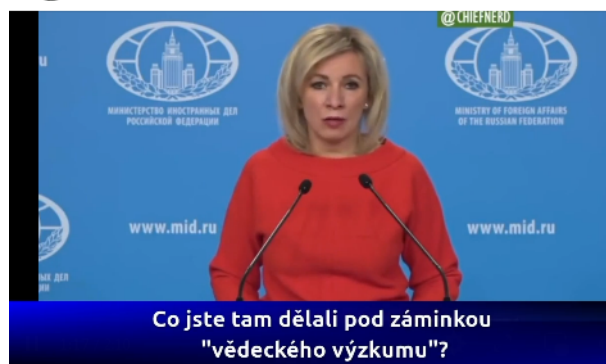 @CHIEFNERD
МИНИСТЕРСТВО ИНОСТРАННЫХ ДЕЛ
РОССИЙСКОЙ ФЕДЕРАЦИИ
MINISTRY OF FOREIGN AFFAIRS
OF THE RUSSIAN FEDERATION
www.mid.ru
www.mid.ru
Co jste tam dělali pod záminkou
"vědeckého výzkumu"?